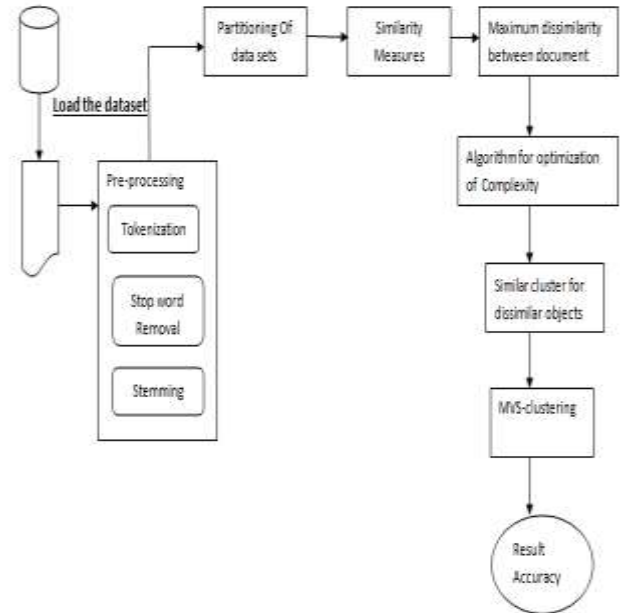 Partitioning Of
data sets
Similarity
Measures
Maximum dissimilarity
between document
Load the dataset
Algorithm for optimization
of Complexity
Pre-processing
Tokenization
Stop word
Removal
Stemming
Similar cluster for
dissimilar objects
MVS-clustering
Result
Accuracy